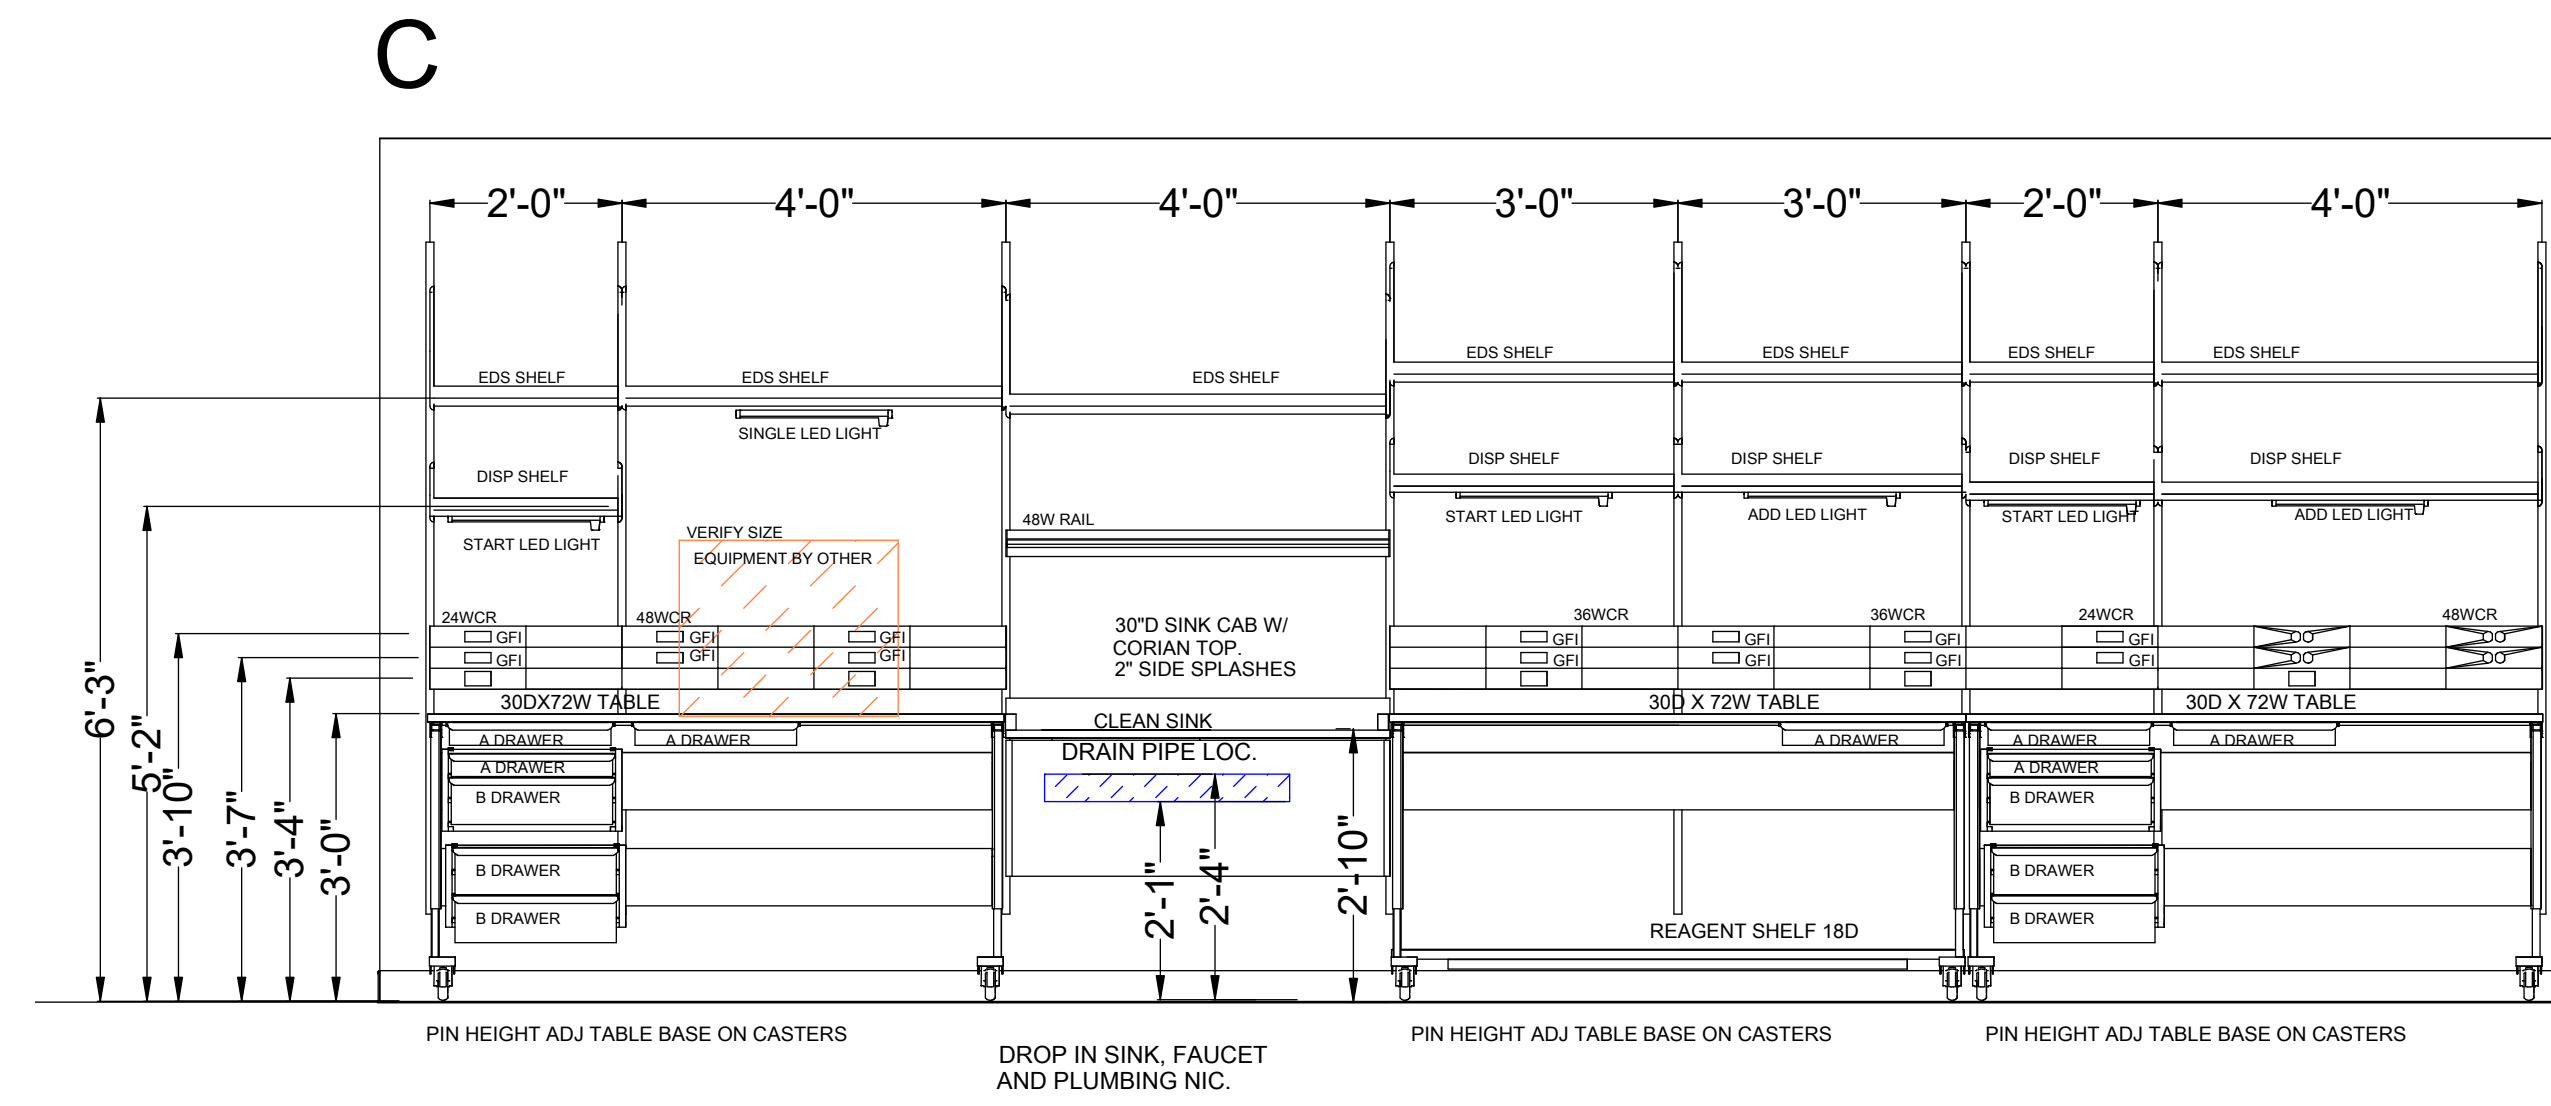 C
2'-0" 4'-0" 4'-0" 3'-0" 3'-0" 2'-0" 4'-0"
EDS SHELF EDS SHELF EDS SHELF EDS SHELF EDS SHELF EDS SHELF EDS SHELF
SINGLE LED LIGHT
DISP SHELF DISP SHELF DISP SHELF DISP SHELF DISP SHELF
START LED LIGHT START LED LIGHT ADD LED LIGHT START LED LIGHT ADD LED LIGHT
48W RAIL
VERIFY SIZE
EQUIPMENT BY OTHER
24WCR 48WCR 36WCR 36WCR 24WCR 48WCR
GFI GFI GFI GFI GFI GFI GFI
GFI GFI GFI GFI GFI GFI GFI
30"D SINK CAB W/
CORIAN TOP.
2" SIDE SPLASHES
30DX72W TABLE 30D X 72W TABLE 30D X 72W TABLE
CLEAN SINK
DRAIN PIPE LOC.
A DRAWER A DRAWER A DRAWER A DRAWER A DRAWER
A DRAWER A DRAWER
B DRAWER B DRAWER
B DRAWER B DRAWER
B DRAWER B DRAWER
REAGENT SHELF 18D
6'-3"
5'-2"
3'-10"
3'-7"
3'-4"
3'-0"
2'-1"
2'-4"
2'-10"
PIN HEIGHT ADJ TABLE BASE ON CASTERS PIN HEIGHT ADJ TABLE BASE ON CASTERS PIN HEIGHT ADJ TABLE BASE ON CASTERS
DROP IN SINK, FAUCET
AND PLUMBING NIC.